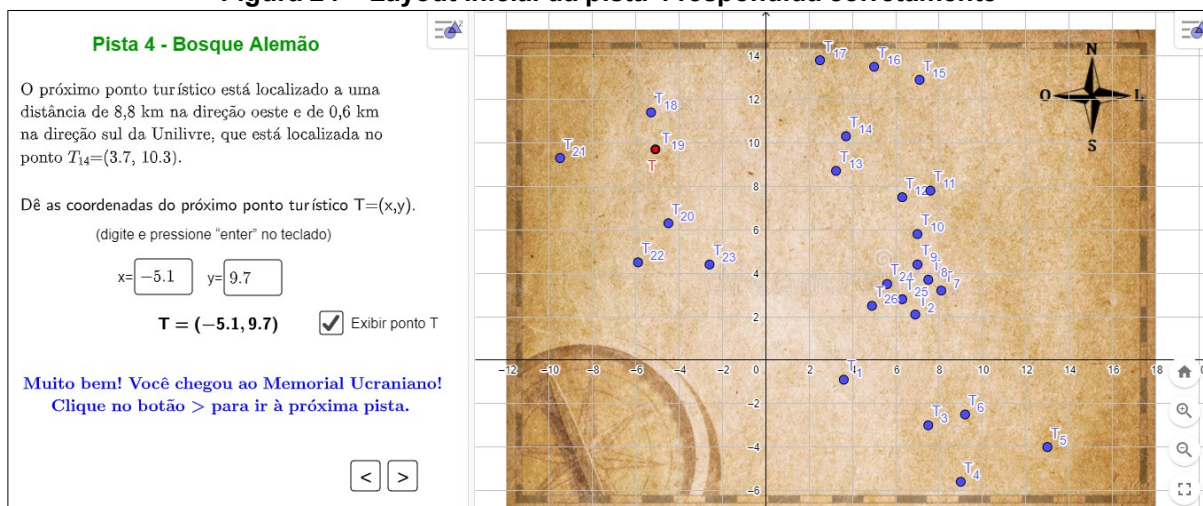 Figura 24 – Layout inicial da pista 4 respondida corretamente
Pista 4 - Bosque Alemão
O próximo ponto turístico está localizado a uma
distância de 8,8 km na direção oeste e de 0,6 km
na direção sul da Unilivre, que está localizada no
ponto T14=(3.7, 10.3).
Dê as coordenadas do próximo ponto turístico T=(x,y).
(digite e pressione “enter” no teclado)
x= −5.1 y= 9.7
T = (−5.1, 9.7) Exibir ponto T
Muito bem! Você chegou ao Memorial Ucraniano!
Clique no botão > para ir à próxima pista.
< >
N
O L
S
14
12
10
8
6
4
2
−2
−4
−6
−12 −10 −8 −6 −4 −2 0 2 4 6 8 10 12 14 16 18
T17
T16
T15
T18
T14
T19
T
T21
T13
T12
T11
T20
T10
T22
T23
T9
T8
T7
T24
T25
T26
T2
T1
T6
T3
T5
T4